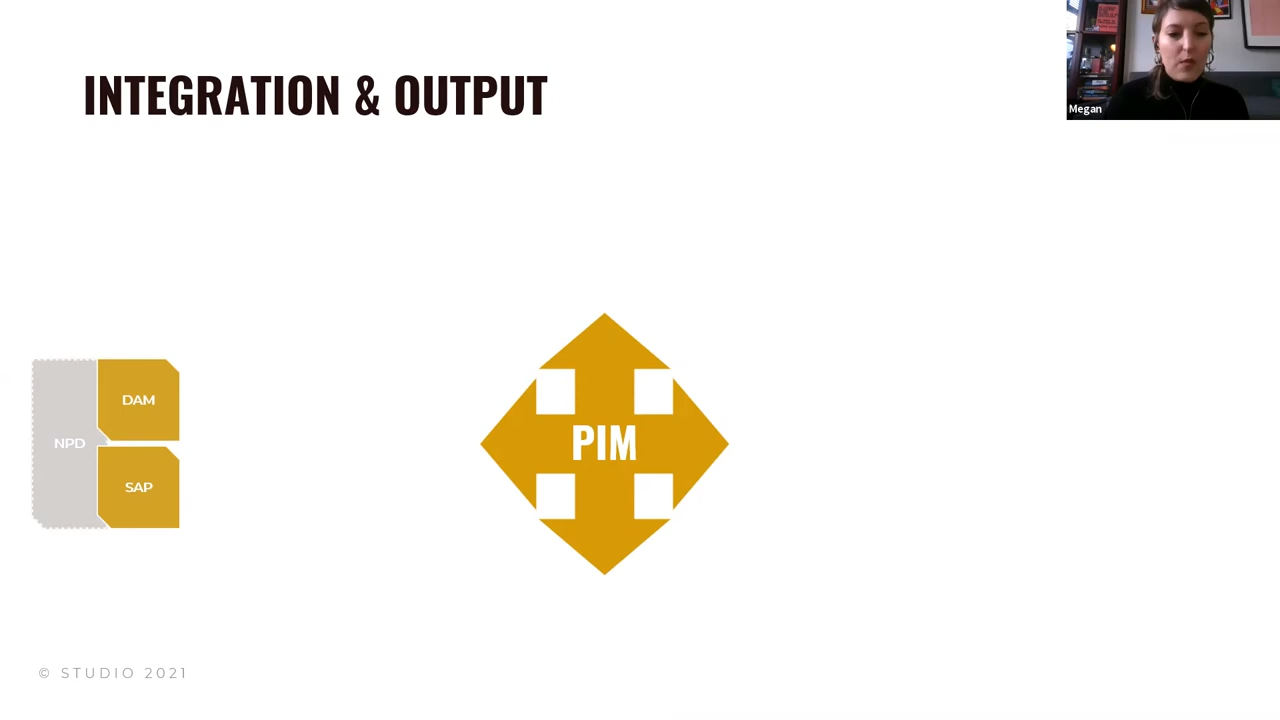 INTEGRATION & OUTPUT
Megan
DAM
NPD
PIM
SAP
© STUDIO 2021